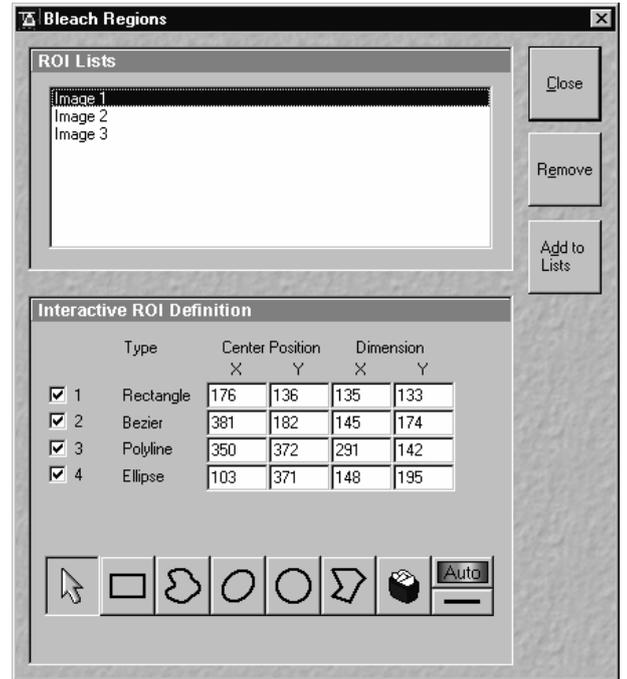 Bleach Regions
ROI Lists
Image 1
Image 2
Image 3
Close
Remove
Add to
Lists
Interactive ROI Definition
Type Center Position Dimension
X Y X Y
1 Rectangle 176 136 135 133
2 Bezier 381 182 145 174
3 Polyline 350 372 291 142
4 Ellipse 103 371 148 195
Auto